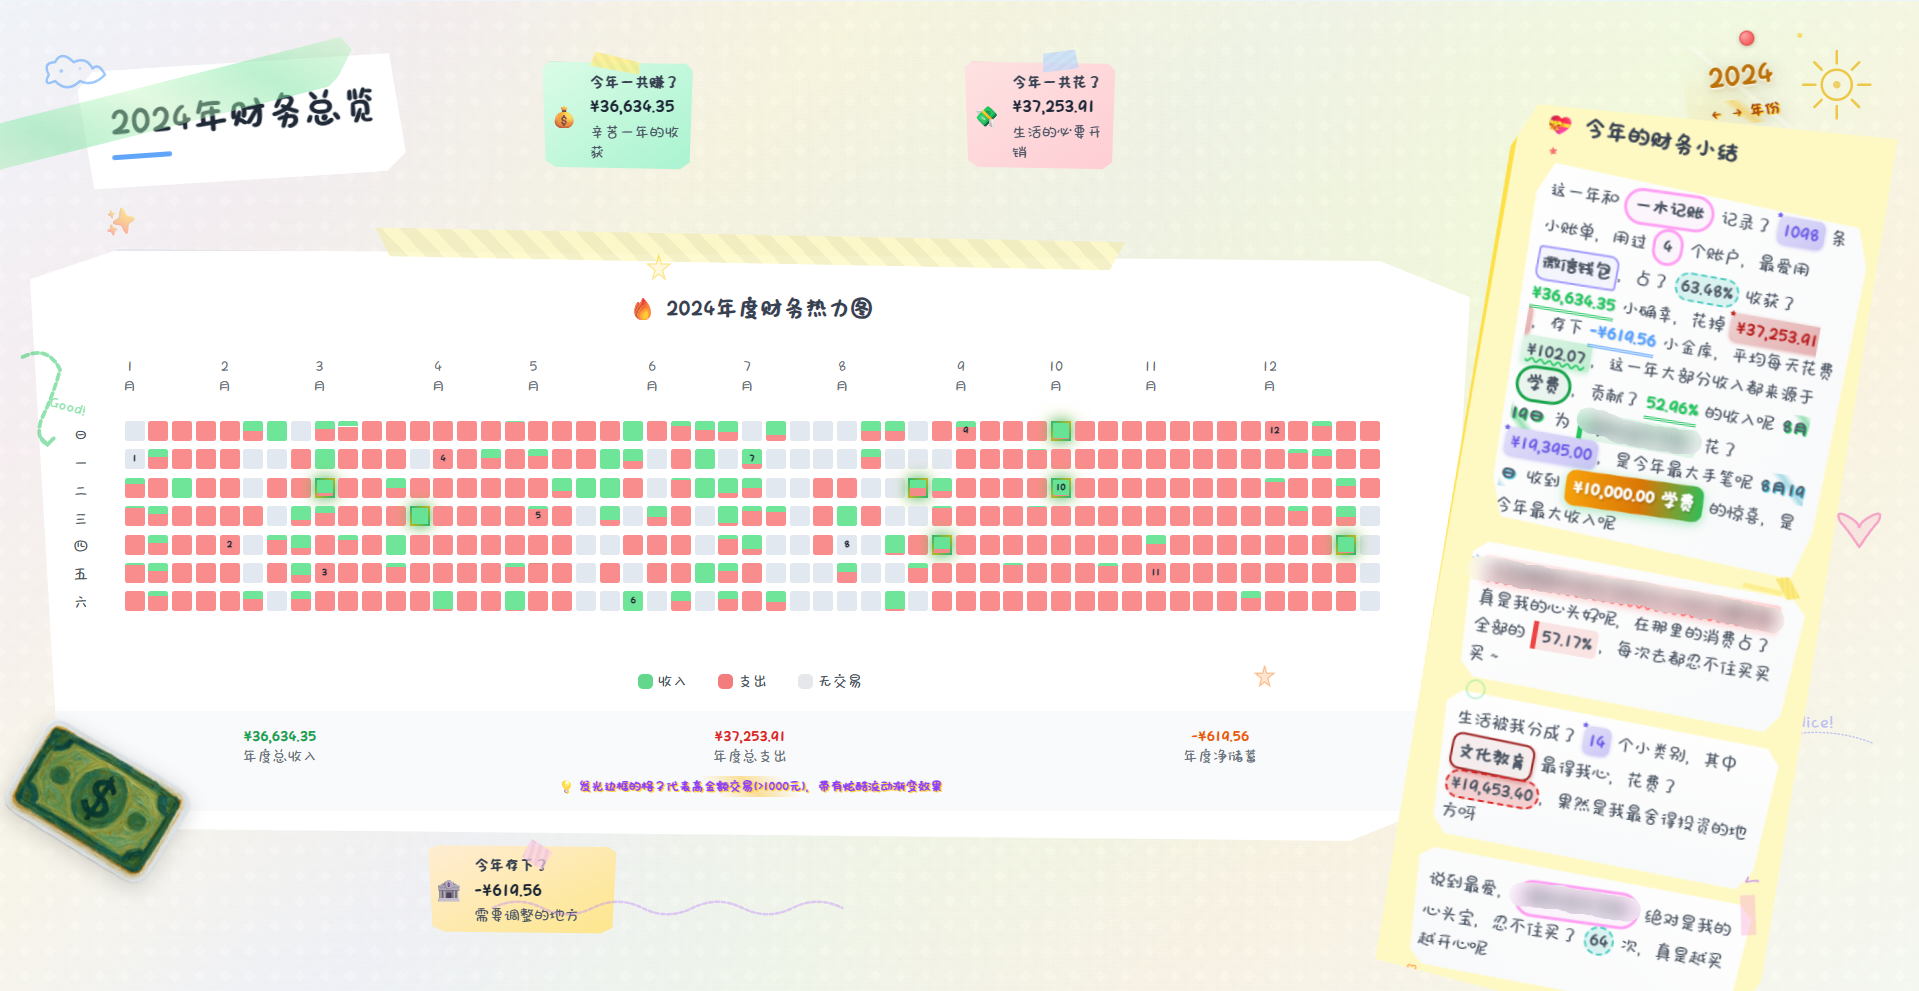 2024年财务总览
今年一共赚了
¥36,634.35
辛苦一年的收
获
今年一共花了
¥37,253.91
生活的必要开
销
2024
← → 年份
🔥 2024年度财务热力图
1月 2月 3月 4月 5月 6月 7月 8月 9月 10月 11月 12月
日 9 12
一 1 4 7
二 10
三 5
四 2 8
五 3 11
六 6
收入 支出 无交易
¥36,634.35 ¥37,253.91 -¥619.56
年度总收入 年度总支出 年度净储蓄
💡 发光边框的格子代表高金额交易(>1000元)，带有炫酷流动渐变效果
Good!
今年存下了
-¥619.56
需要调整的地方
💝 今年的财务小结
这一年和 一木记账 记录了 1098 条
小账单，用过 4 个账户，最爱用
微信钱包，占了 63.48% 收获了
¥36,634.35 小确幸，花掉 ¥37,253.91
，存下 -¥619.56 小金库，平均每天花费
¥102.07，这一年大部分收入都来源于
学费，贡献了 52.96% 的收入呢 8月
19日 为 花了
¥19,395.00，是今年最大手笔呢 8月19
日 收到 ¥10,000.00 学费 的惊喜，是
今年最大收入呢
真是我的心头好呢，在那里的消费占了
全部的 57.17%，每次去都忍不住买买
买~
生活被我分成了 14 个小类别，其中
文化教育 最得我心，花费了
¥19,453.40，果然是我最舍得投资的地
方呀
说到最爱， 绝对是我的
心头宝，忍不住买了 64 次，真是越买
越开心呢